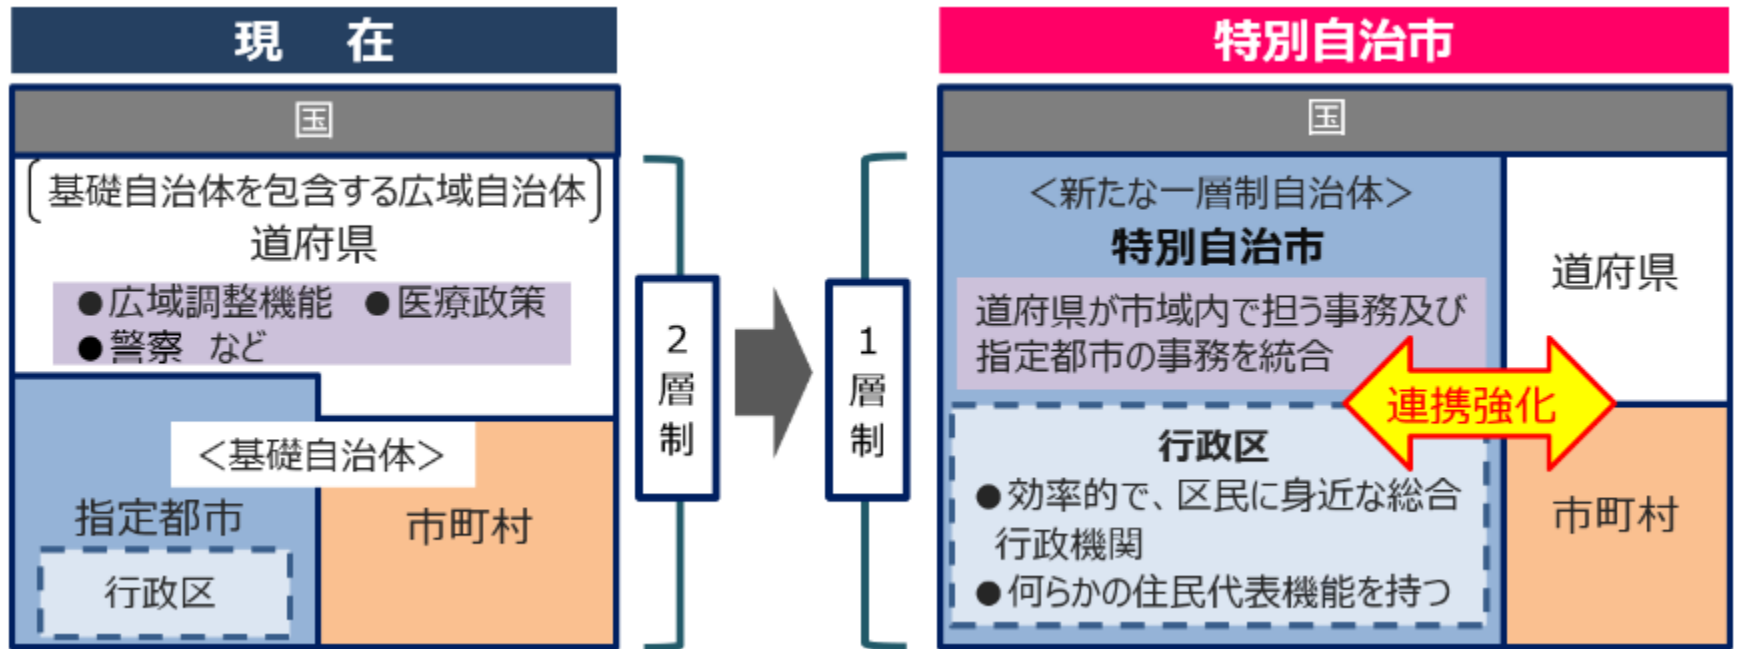 現 在
国
基礎自治体を包含する広域自治体
道府県
●広域調整機能 ●医療政策
●警察 など
＜基礎自治体＞
指定都市
市町村
行政区
2層制
1層制
特別自治市
国
＜新たな一層制自治体＞
特別自治市
道府県が市域内で担う事務及び
指定都市の事務を統合
道府県
連携強化
行政区
●効率的で、区民に身近な総合
行政機関
●何らかの住民代表機能を持つ
市町村